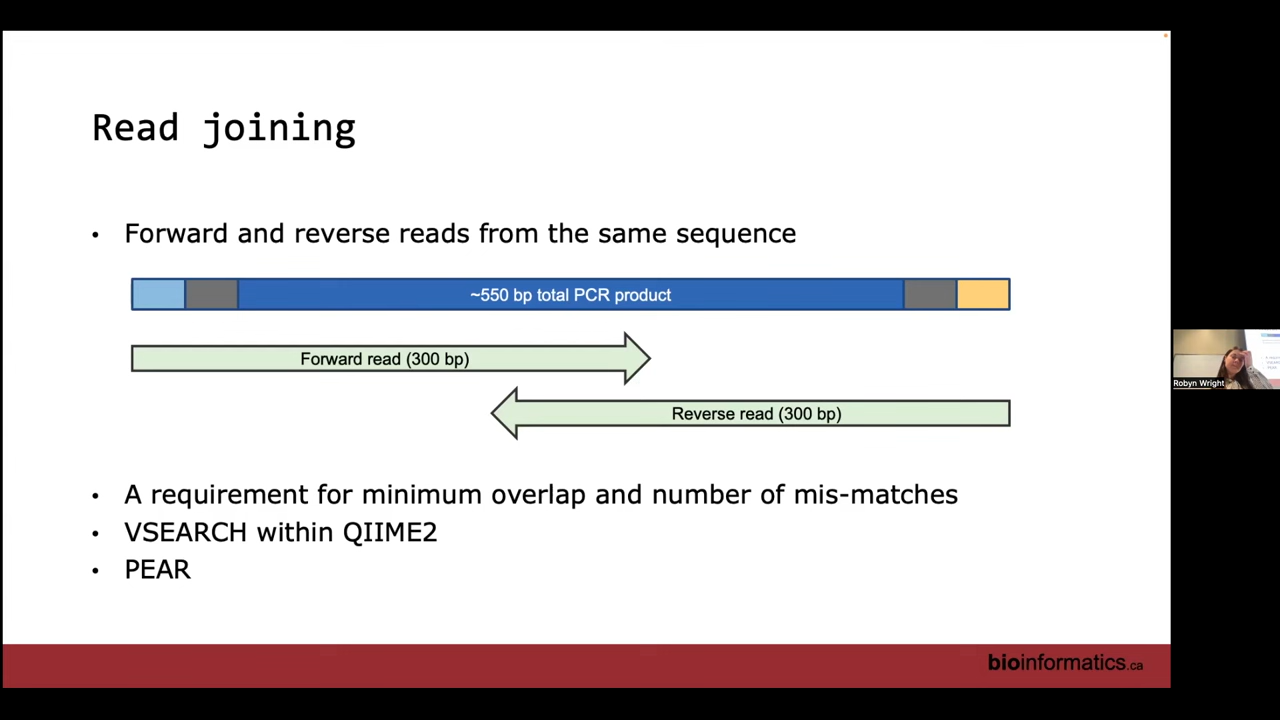 Read joining
• Forward and reverse reads from the same sequence
~550 bp total PCR product
Forward read (300 bp)
Reverse read (300 bp)
• A requirement for minimum overlap and number of mis-matches
• VSEARCH within QIIME2
• PEAR
Robyn Wright
bioinformatics.ca